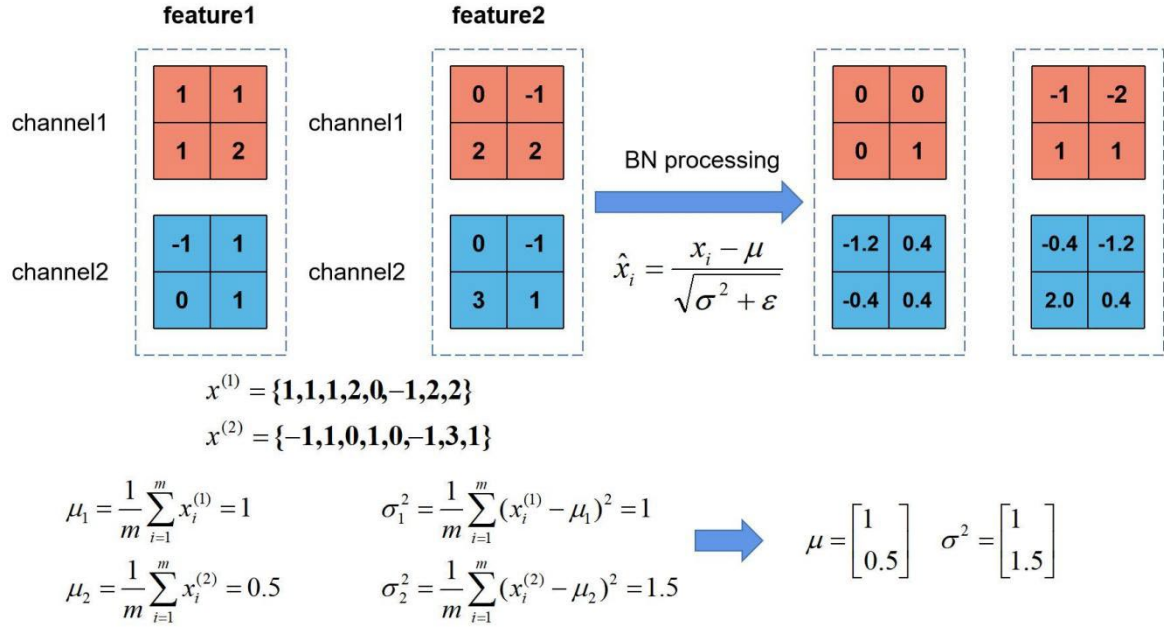 feature1 feature2
channel1 channel1
1 1 0 -1 0 0 -1 -2
1 2 2 2 0 1 1 1
BN processing
channel2 channel2
-1 1 0 -1 -1.2 0.4 -0.4 -1.2
0 1 3 1 -0.4 0.4 2.0 0.4
x̂ᵢ = (xᵢ − μ) / √(σ² + ε)
x⁽¹⁾ = {1,1,1,2,0,−1,2,2}
x⁽²⁾ = {−1,1,0,1,0,−1,3,1}
μ₁ = 1/m ∑ᵢ₌₁ᵐ xᵢ⁽¹⁾ = 1 σ₁² = 1/m ∑ᵢ₌₁ᵐ (xᵢ⁽¹⁾ − μ₁)² = 1
μ₂ = 1/m ∑ᵢ₌₁ᵐ xᵢ⁽²⁾ = 0.5 σ₂² = 1/m ∑ᵢ₌₁ᵐ (xᵢ⁽²⁾ − μ₂)² = 1.5
μ = [1 0.5] σ² = [1 1.5]